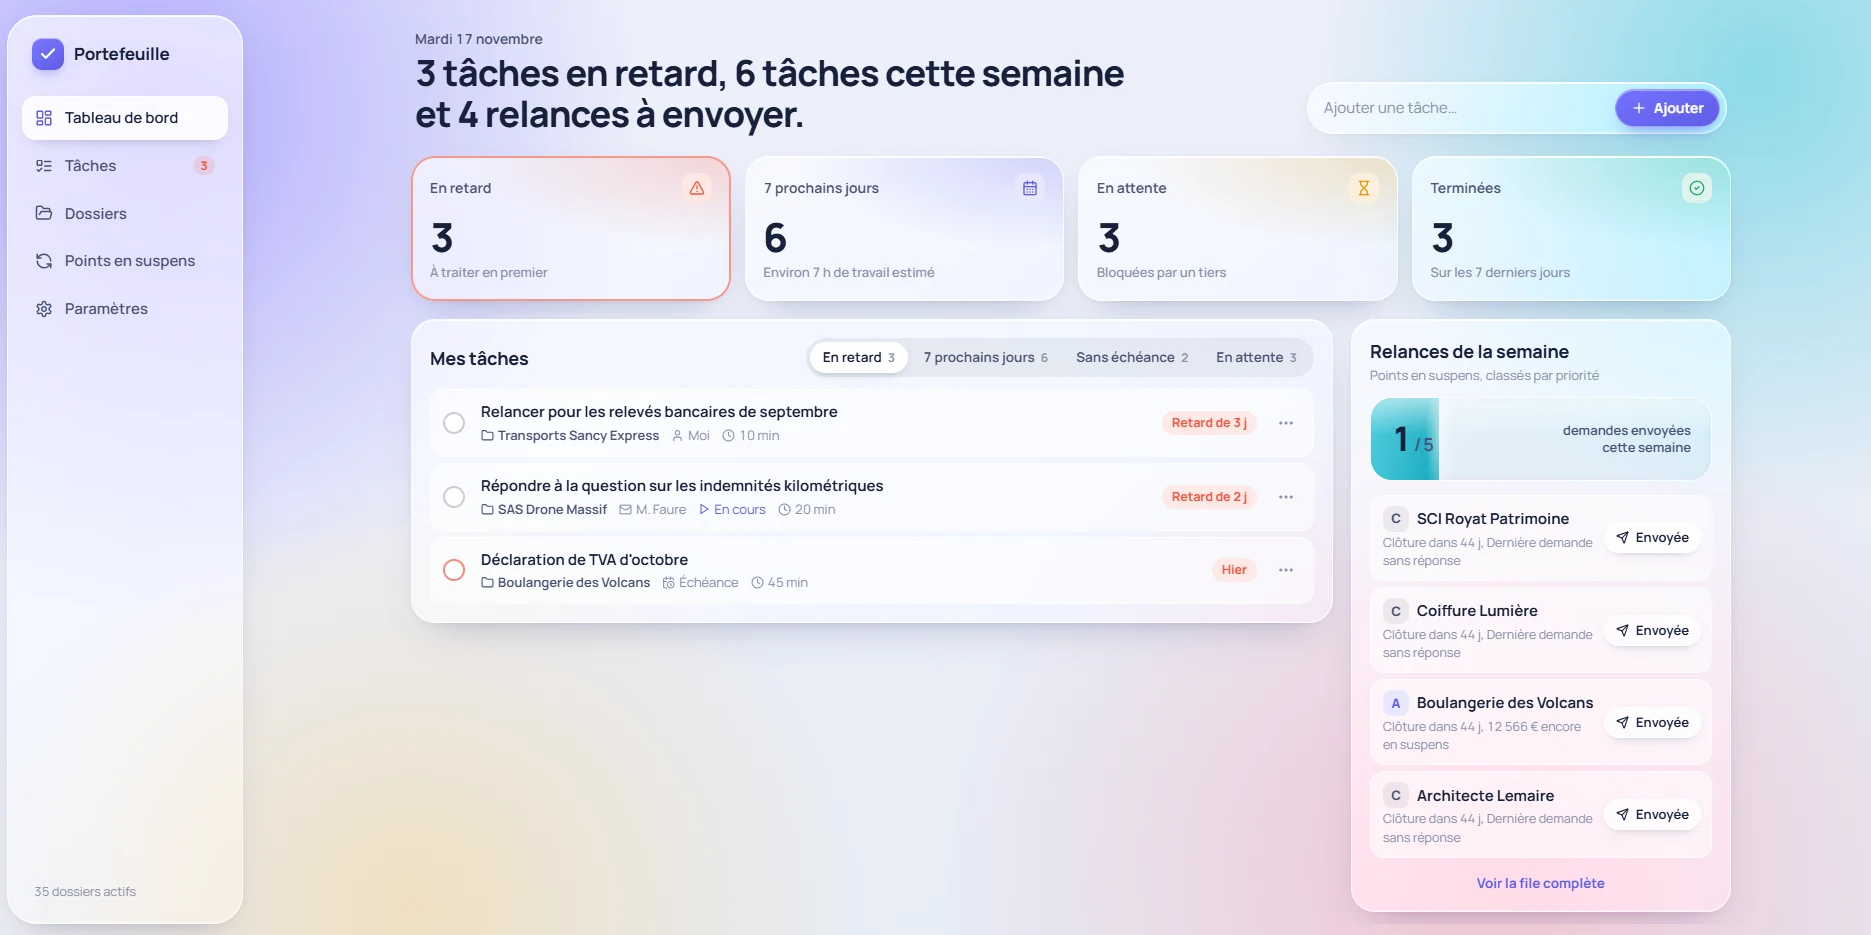 Portefeuille
Tableau de bord
Tâches 3
Dossiers
Points en suspens
Paramètres
35 dossiers actifs
Mardi 17 novembre
3 tâches en retard, 6 tâches cette semaine
et 4 relances à envoyer.
Ajouter une tâche...
+ Ajouter
En retard
3
À traiter en premier
7 prochains jours
6
Environ 7 h de travail estimé
En attente
3
Bloquées par un tiers
Terminées
3
Sur les 7 derniers jours
Mes tâches
En retard 3
7 prochains jours 6
Sans échéance 2
En attente 3
Relancer pour les relevés bancaires de septembre
Transports Sancy Express Moi 10 min
Retard de 3 j
Répondre à la question sur les indemnités kilométriques
SAS Drone Massif M. Faure En cours 20 min
Retard de 2 j
Déclaration de TVA d'octobre
Boulangerie des Volcans Échéance 45 min
Hier
Relances de la semaine
Points en suspens, classés par priorité
1 / 5
demandes envoyées
cette semaine
C SCI Royat Patrimoine
Clôture dans 44 j, Dernière demande
sans réponse
Envoyée
C Coiffure Lumière
Clôture dans 44 j, Dernière demande
sans réponse
Envoyée
A Boulangerie des Volcans
Clôture dans 44 j, 12 566 € encore
en suspens
Envoyée
C Architecte Lemaire
Clôture dans 44 j, Dernière demande
sans réponse
Envoyée
Voir la file complète